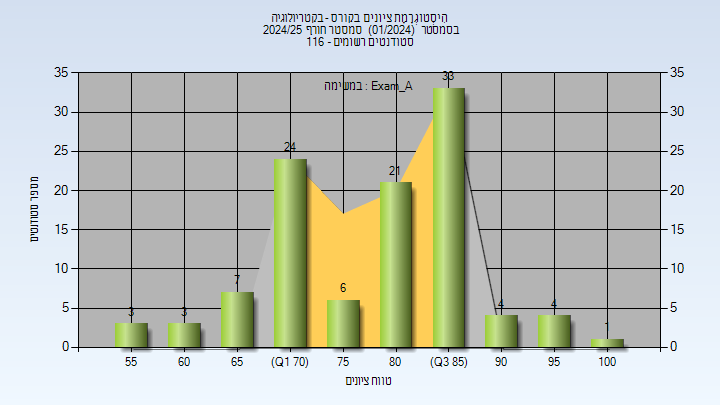 היסטוגרמת ציונים בקורס - בקטריולוגיה
בסמסטר (01/2024) סמסטר חורף 2024/25
סטודנטים רשומים - 116
במשימה : Exam_A
35 35
30 30
25 25
20 20
15 15
10 10
5 5
0 0
מספר סטודנטים
3 3 7 24 6 21 33 4 4 1
55 60 65 (Q1 70) 75 80 (Q3 85) 90 95 100
טווח ציונים